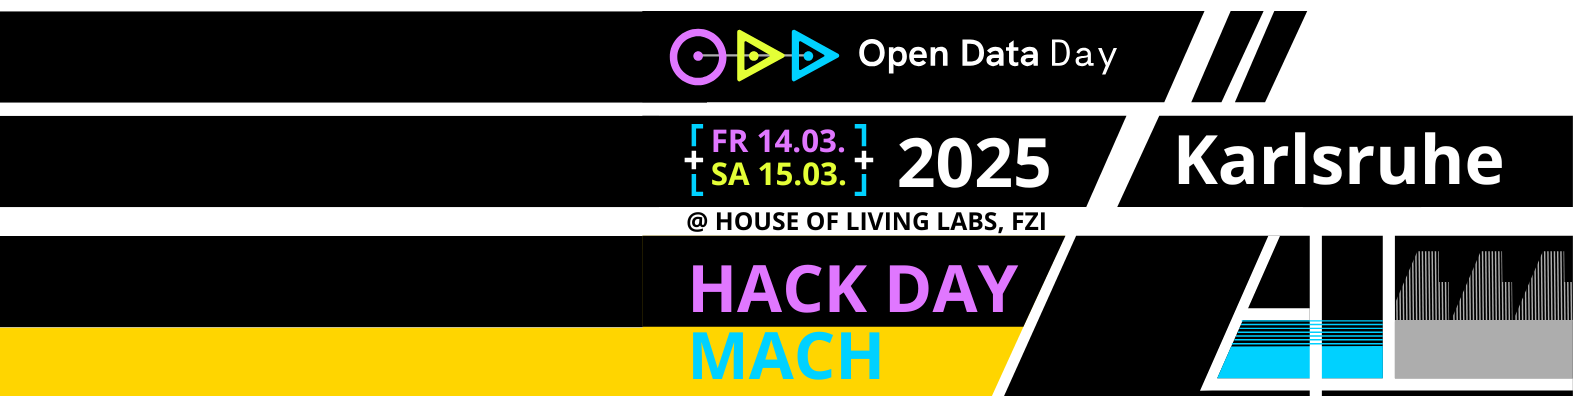 Open Data Day
FR 14.03.
SA 15.03.
2025
Karlsruhe
@ HOUSE OF LIVING LABS, FZI
HACK DAY
MACH